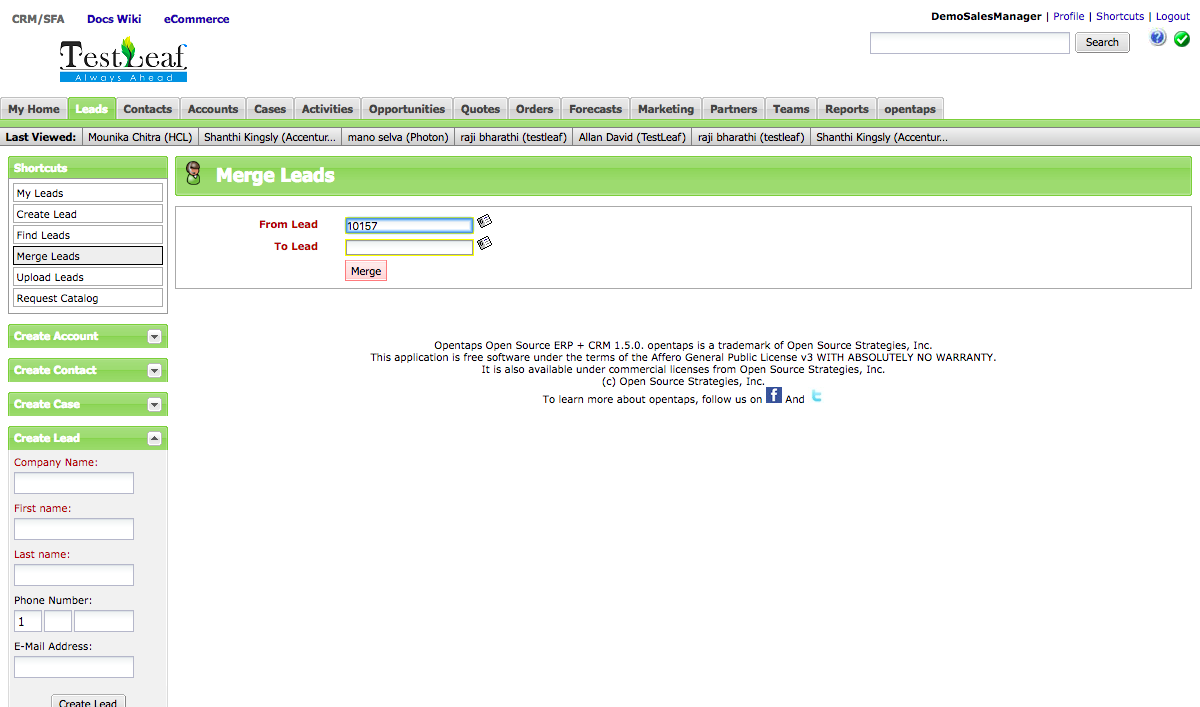 CRM/SFA Docs Wiki eCommerce
DemoSalesManager | Profile | Shortcuts | Logout
TestLeaf
Always Ahead
Search
?
My Home Leads Contacts Accounts Cases Activities Opportunities Quotes Orders Forecasts Marketing Partners Teams Reports opentaps
Last Viewed: Mounika Chitra (HCL) Shanthi Kingsly (Accentur... mano selva (Photon) raji bharathi (testleaf) Allan David (TestLeaf) raji bharathi (testleaf) Shanthi Kingsly (Accentur...
Shortcuts
My Leads
Create Lead
Find Leads
Merge Leads
Upload Leads
Request Catalog
Create Account
Create Contact
Create Case
Create Lead
Company Name:
First name:
Last name:
Phone Number:
1
E-Mail Address:
Create Lead
Merge Leads
From Lead 10157
To Lead
Merge
Opentaps Open Source ERP + CRM 1.5.0. opentaps is a trademark of Open Source Strategies, Inc.
This application is free software under the terms of the Affero General Public License v3 WITH ABSOLUTELY NO WARRANTY.
It is also available under commercial licenses from Open Source Strategies, Inc.
(c) Open Source Strategies, Inc.
To learn more about opentaps, follow us on f And t